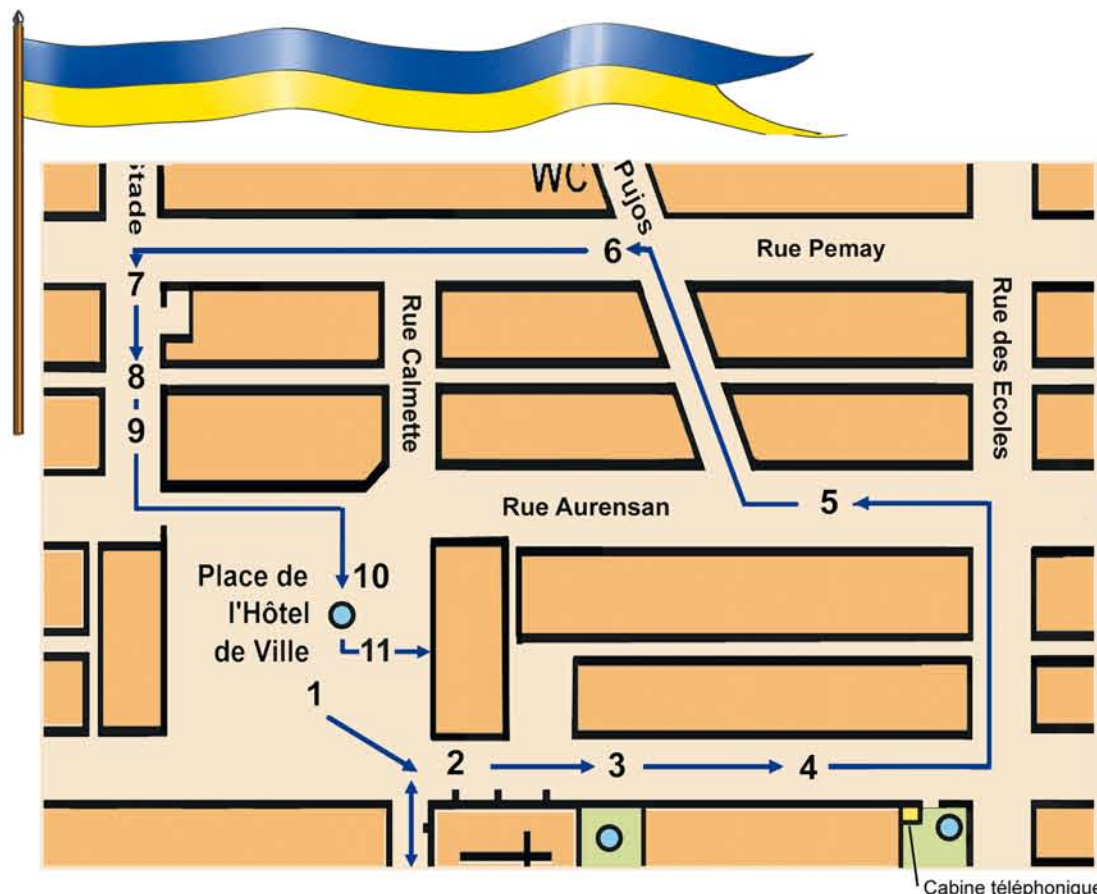 Stade
WC
Pujos
Rue Pemay
6
7
Rue Calmette
Rue des Ecoles
8
9
Rue Aurensan
5
Place de
l'Hôtel
de Ville
10
11
1
2
3
4
Cabine téléphonique